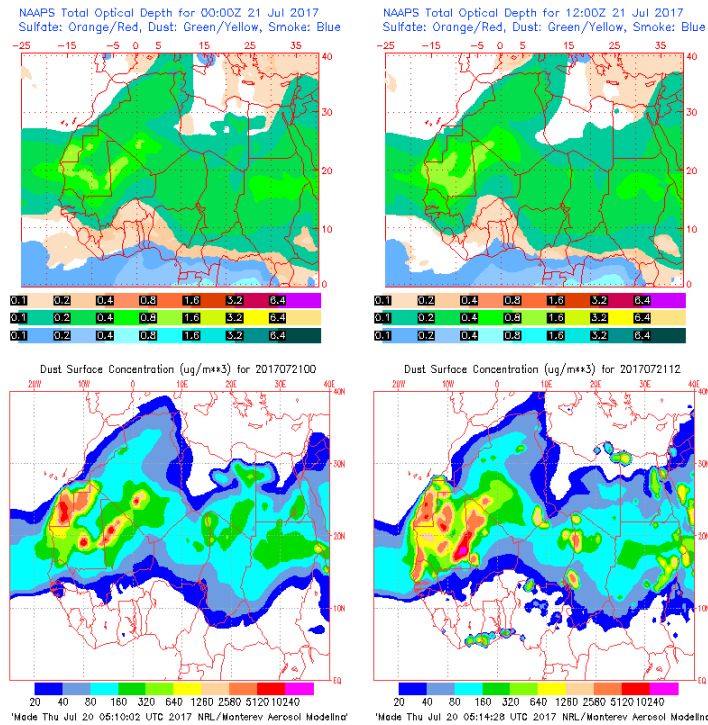 NAAPS Total Optical Depth for 00:00Z 21 Jul 2017
Sulfate: Orange/Red, Dust: Green/Yellow, Smoke: Blue
-25 -15 -5 5 15 25 35
40
30
22
10
0
0.1 0.2 0.4 0.8 1.6 3.2 6.4
0.1 0.2 0.4 0.8 1.6 3.2 6.4
0.1 0.2 0.4 0.8 1.6 3.2 6.4
NAAPS Total Optical Depth for 12:00Z 21 Jul 2017
Sulfate: Orange/Red, Dust: Green/Yellow, Smoke: Blue
-25 -15 -5 5 15 25 35
40
30
22
10
0
0.1 0.2 0.4 0.8 1.6 3.2 6.4
0.1 0.2 0.4 0.8 1.6 3.2 6.4
0.1 0.2 0.4 0.8 1.6 3.2 6.4
Dust Surface Concentration (ug/m**3) for 2017072100
20W 10W 0 10E 20E 30E 40E
40N
30N
20N
10N
EQ
20 40 80 160 320 640 1280 2580 5120 10240
"Made Thu Jul 20 05:10:02 UTC 2017 NRL/Monterey Aerosol Modeling"
Dust Surface Concentration (ug/m**3) for 2017072112
20W 10W 0 10E 20E 30E 40E
40N
30N
20N
10N
EQ
20 40 80 160 320 640 1280 2580 5120 10240
"Made Thu Jul 20 05:14:28 UTC 2017 NRL/Monterey Aerosol Modeling"